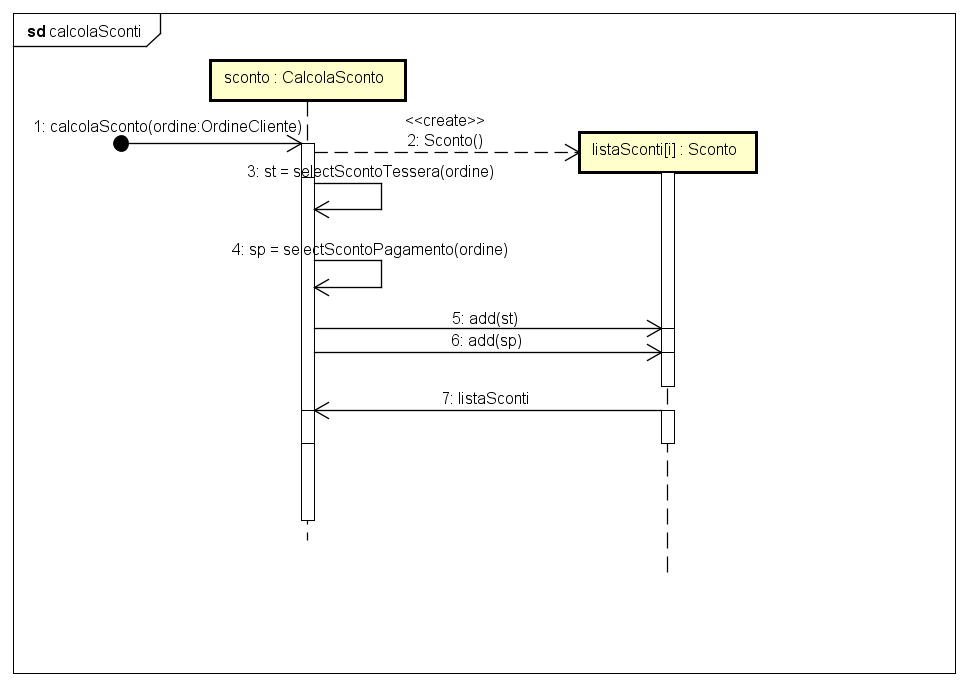 sd calcolaSconti
sconto : CalcolaSconto
1: calcolaSconto(ordine:OrdineCliente)
<<create>>
2: Sconto()
listaSconti[i] : Sconto
3: st = selectScontoTessera(ordine)
4: sp = selectScontoPagamento(ordine)
5: add(st)
6: add(sp)
7: listaSconti